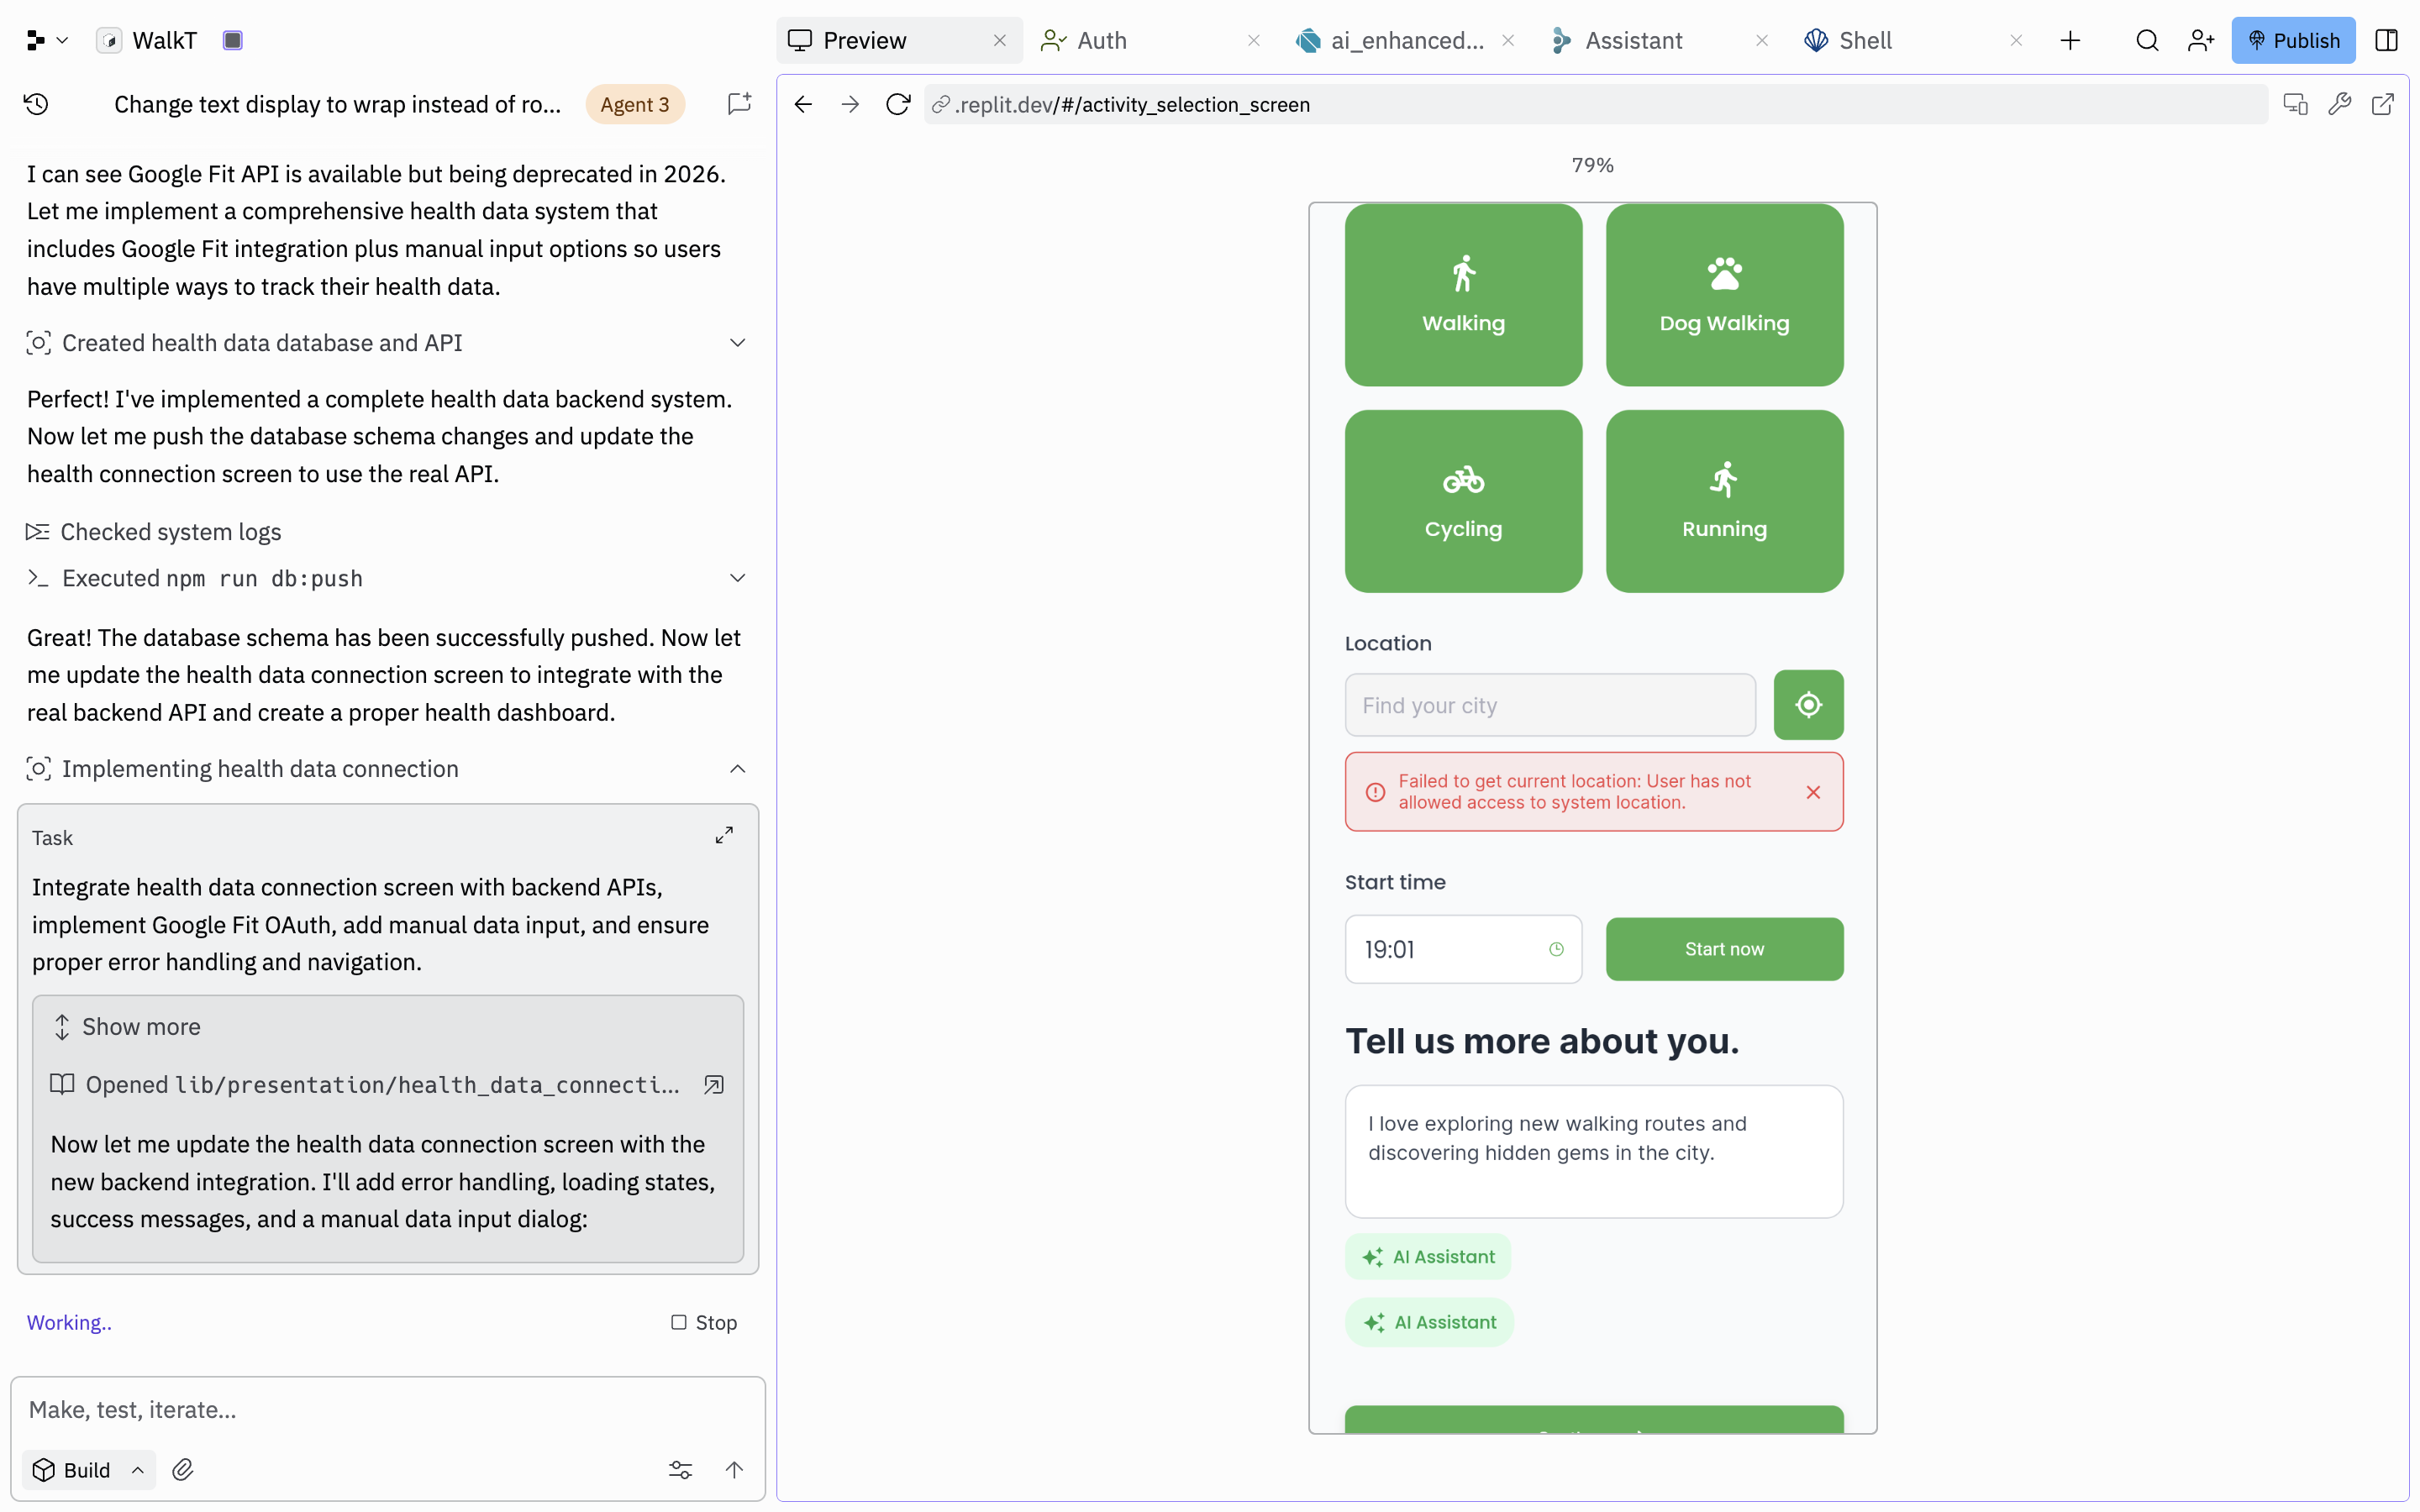 WalkT
Preview
Auth
ai_enhanced...
Assistant
Shell
Publish
Change text display to wrap instead of ro...
Agent 3
I can see Google Fit API is available but being deprecated in 2026.
Let me implement a comprehensive health data system that
includes Google Fit integration plus manual input options so users
have multiple ways to track their health data.
Created health data database and API
Perfect! I've implemented a complete health data backend system.
Now let me push the database schema changes and update the
health connection screen to use the real API.
Checked system logs
Executed npm run db:push
Great! The database schema has been successfully pushed. Now let
me update the health data connection screen to integrate with the
real backend API and create a proper health dashboard.
Implementing health data connection
Task
Integrate health data connection screen with backend APIs,
implement Google Fit OAuth, add manual data input, and ensure
proper error handling and navigation.
Show more
Opened lib/presentation/health_data_connecti...
Now let me update the health data connection screen with the
new backend integration. I'll add error handling, loading states,
success messages, and a manual data input dialog:
Working..
Stop
Make, test, iterate...
Build
.replit.dev/#/activity_selection_screen
79%
Walking
Dog Walking
Cycling
Running
Location
Find your city
Failed to get current location: User has not
allowed access to system location.
Start time
19:01
Start now
Tell us more about you.
I love exploring new walking routes and
discovering hidden gems in the city.
AI Assistant
AI Assistant